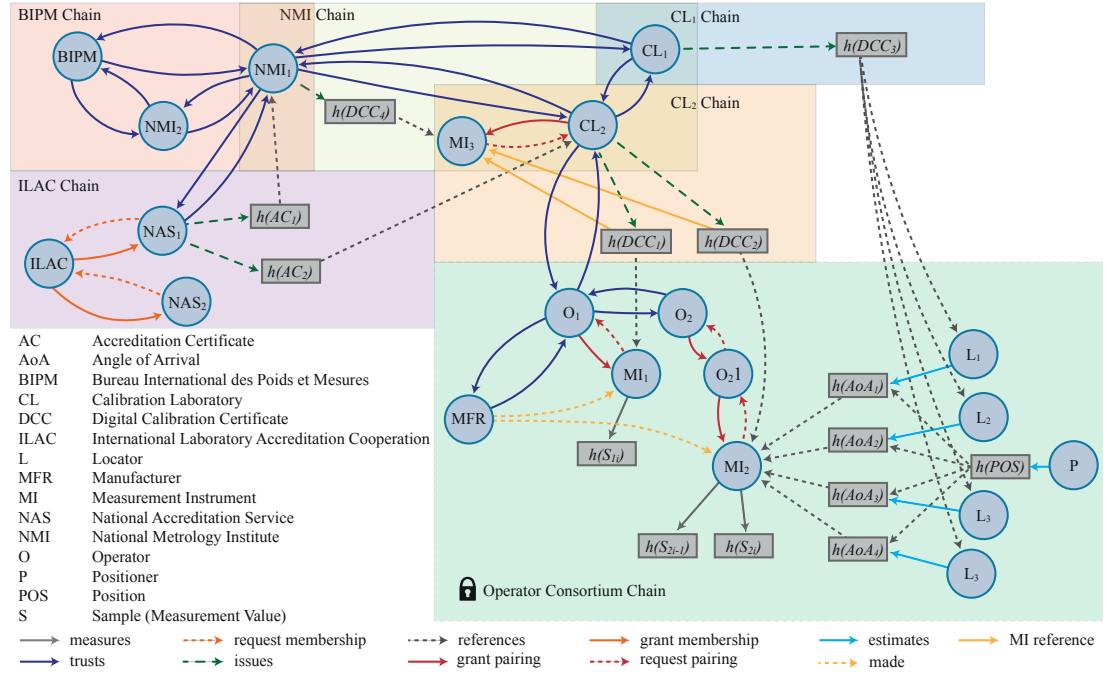 BIPM Chain
NMI Chain
CL1 Chain
BIPM
NMI1
CL1
h(DCC3)
CL2 Chain
NMI2
h(DCC4)
MI3
CL2
ILAC Chain
NAS1
h(AC1)
ILAC
h(AC2)
NAS2
h(DCC1)
h(DCC2)
O1
O2
MI1
O21
MFR
h(S1i)
MI2
h(S2i-1)
h(S2i)
L1
h(AoA1)
L2
h(AoA2)
h(POS)
P
h(AoA3)
L3
h(AoA4)
L3
Operator Consortium Chain
AC Accreditation Certificate
AoA Angle of Arrival
BIPM Bureau International des Poids et Mesures
CL Calibration Laboratory
DCC Digital Calibration Certificate
ILAC International Laboratory Accreditation Cooperation
L Locator
MFR Manufacturer
MI Measurement Instrument
NAS National Accreditation Service
NMI National Metrology Institute
O Operator
P Positioner
POS Position
S Sample (Measurement Value)
measures request membership references grant membership estimates MI reference
trusts issues grant pairing request pairing made